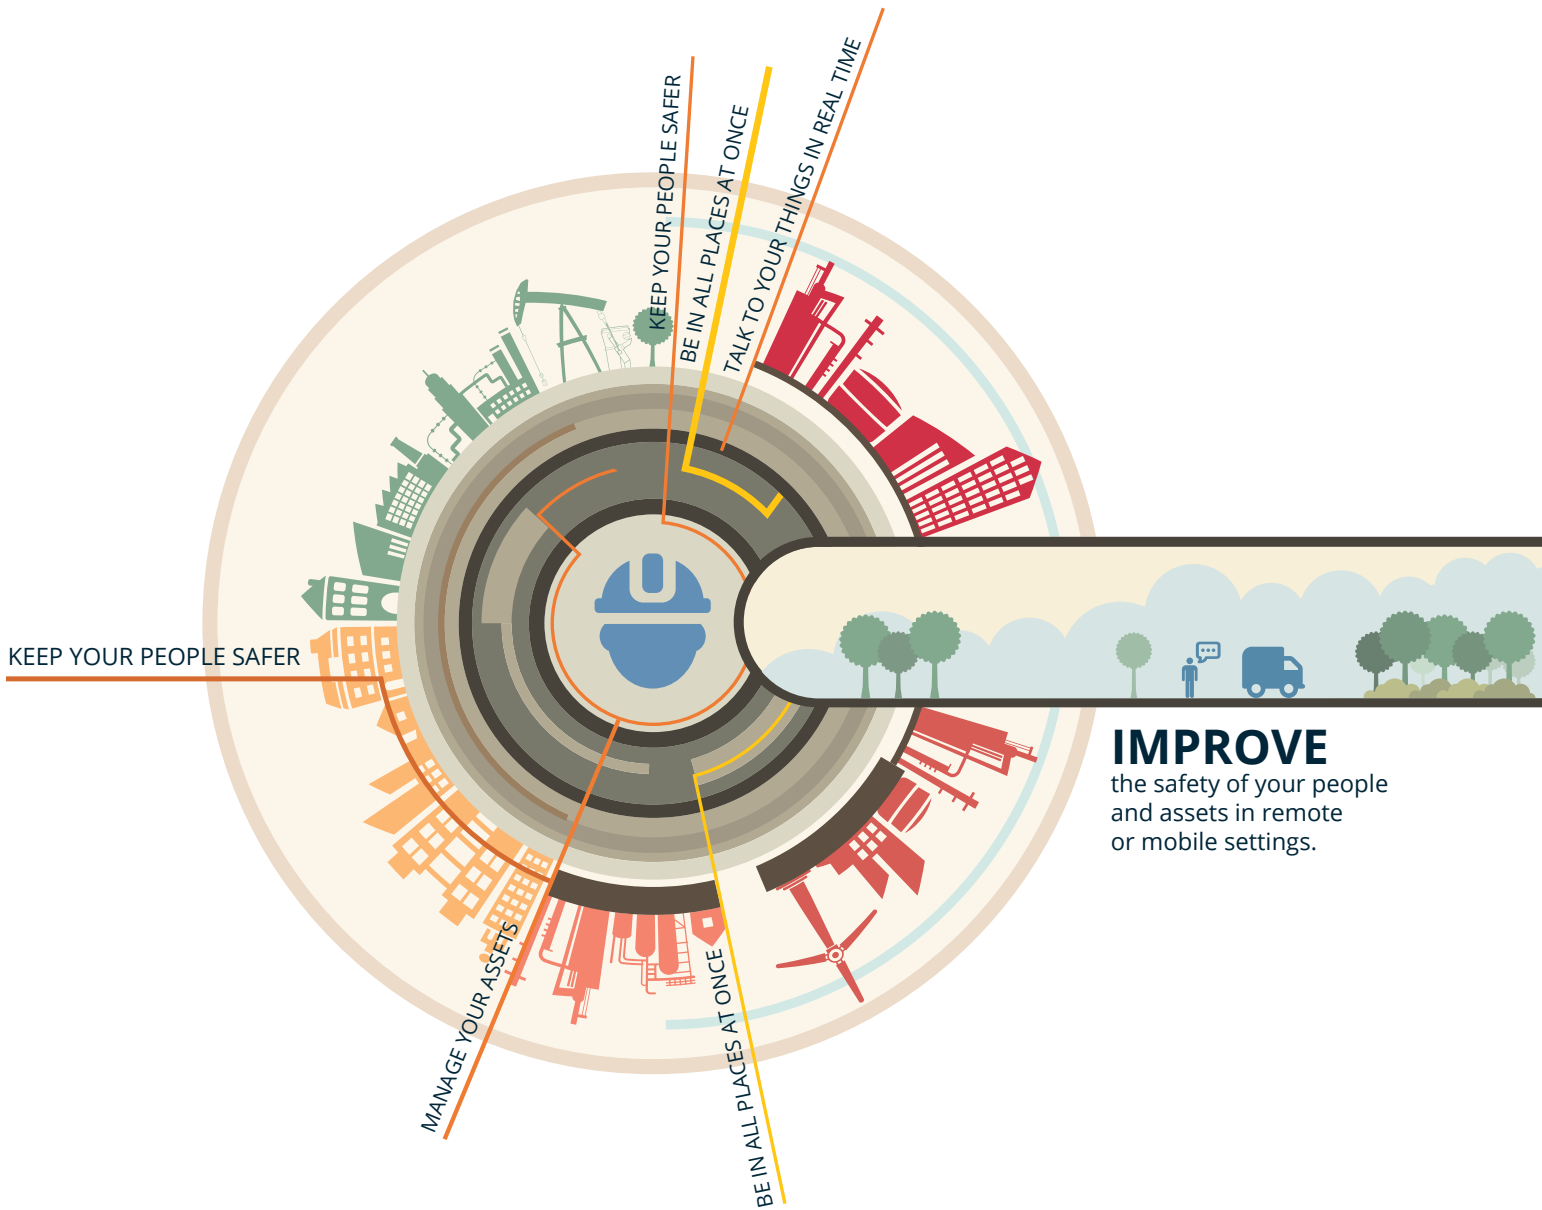 KEEP YOUR PEOPLE SAFER
BE IN ALL PLACES AT ONCE
TALK TO YOUR THINGS IN REAL TIME
KEEP YOUR PEOPLE SAFER
IMPROVE
the safety of your people
and assets in remote
or mobile settings.
MANAGE YOUR ASSETS
BE IN ALL PLACES AT ONCE